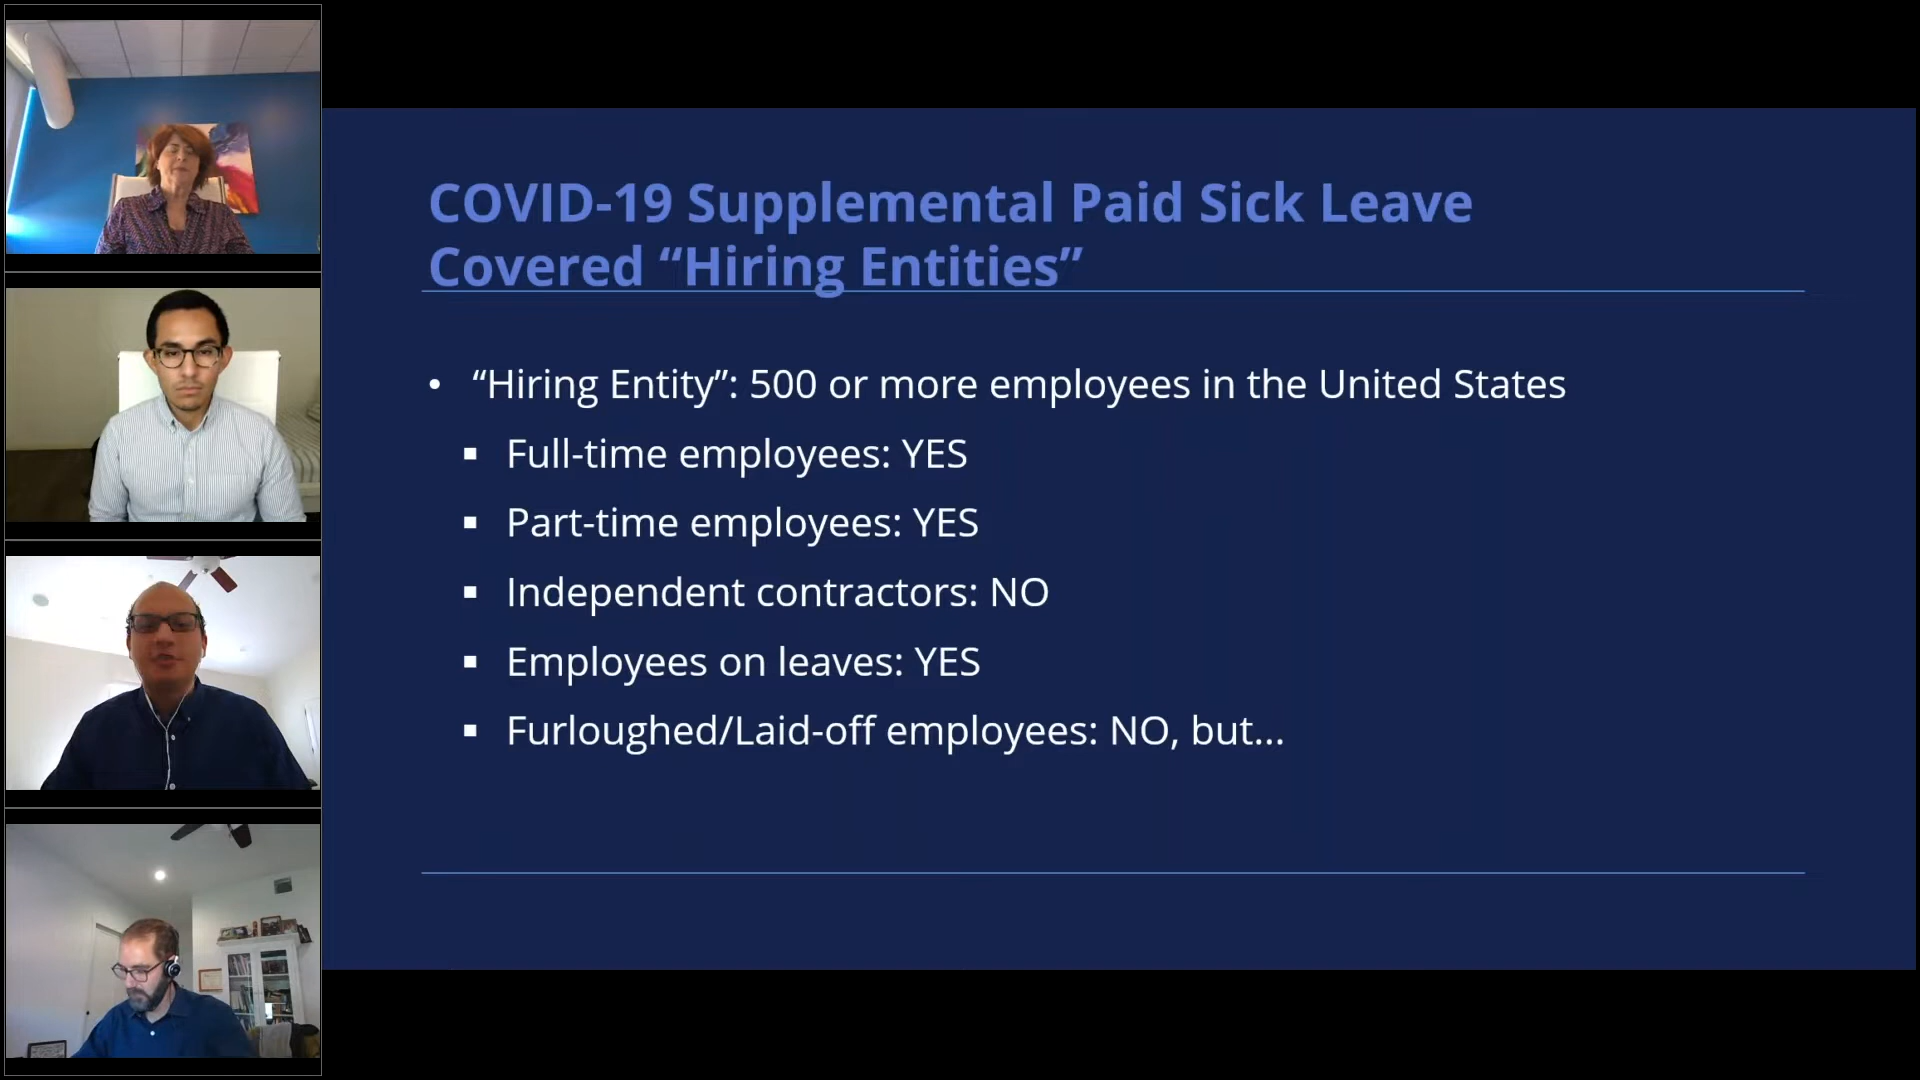 COVID-19 Supplemental Paid Sick Leave
Covered “Hiring Entities”
• “Hiring Entity”: 500 or more employees in the United States
▪ Full-time employees: YES
▪ Part-time employees: YES
▪ Independent contractors: NO
▪ Employees on leaves: YES
▪ Furloughed/Laid-off employees: NO, but...